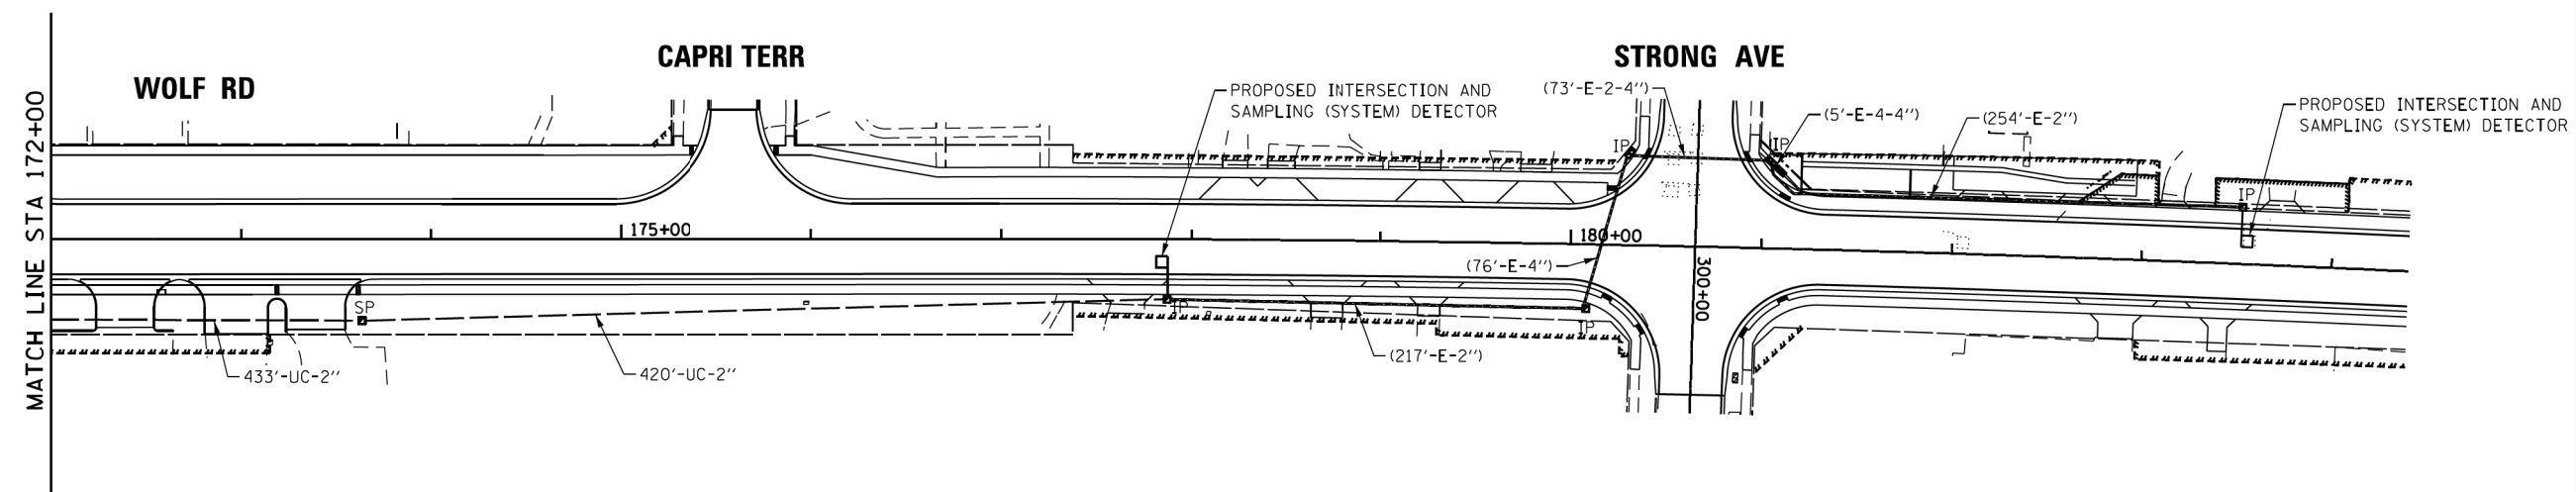 MATCH LINE STA 172+00
WOLF RD
CAPRI TERR
STRONG AVE
PROPOSED INTERSECTION AND
SAMPLING (SYSTEM) DETECTOR
(73'-E-2-4'')
(5'-E-4-4'')
(254'-E-2'')
PROPOSED INTERSECTION AND
SAMPLING (SYSTEM) DETECTOR
IP
IP
IP
175+00
180+00
(76'-E-4'')
300+00
SP
IP
IP
433'-UC-2''
420'-UC-2''
(217'-E-2'')